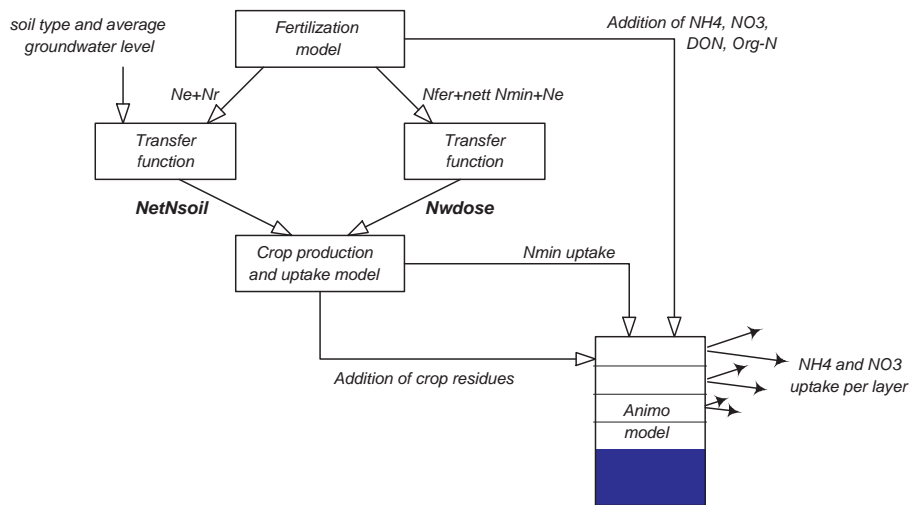 soil type and average
groundwater level
Fertilization
model
Addition of NH4, NO3,
DON, Org-N
Ne+Nr
Nfer+nett Nmin+Ne
Transfer
function
Transfer
function
NetNsoil
Nwdose
Crop production
and uptake model
Nmin uptake
Addition of crop residues
NH4 and NO3
uptake per layer
Animo
model